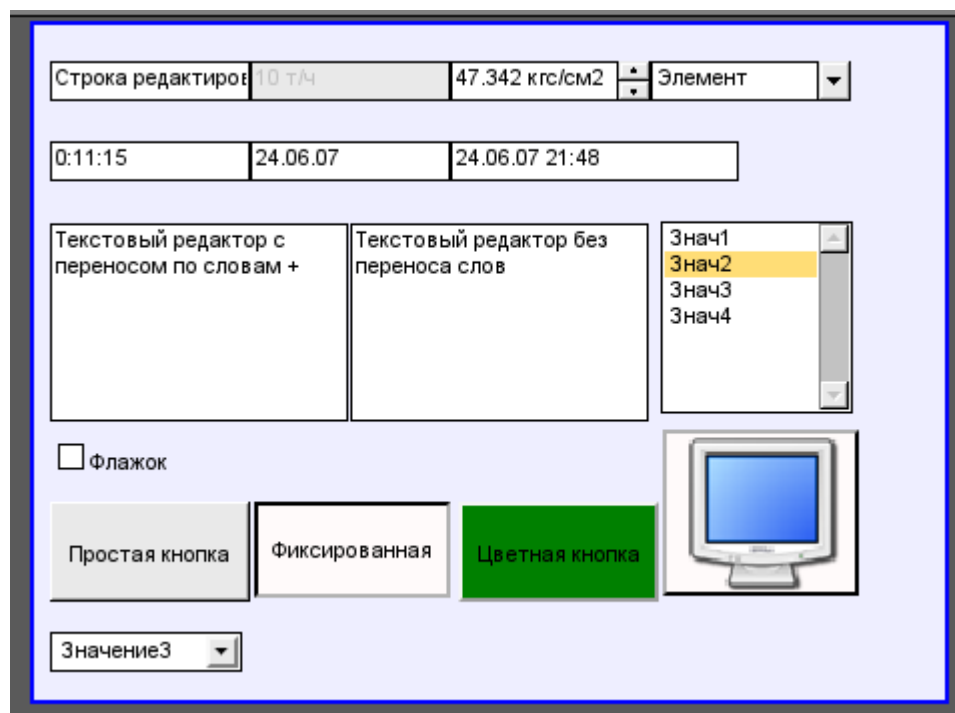 Строка редактиров 10 т/ч 47.342 кгс/см2 Элемент
0:11:15 24.06.07 24.06.07 21:48
Текстовый редактор с
переносом по словам +
Текстовый редактор без
переноса слов
Знач1
Знач2
Знач3
Знач4
Флажок
Простая кнопка Фиксированная Цветная кнопка
Значение3